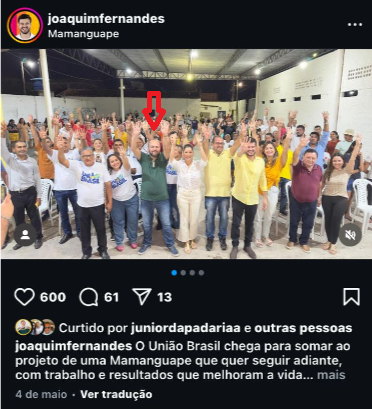 joaquimfernandes
Mamanguape
600
61
13
Curtido por juniordapadariaa e outras pessoas
joaquimfernandes O União Brasil chega para somar ao
projeto de uma Mamanguape que quer seguir adiante,
com trabalho e resultados que melhoram a vida... mais
4 de maio • Ver tradução